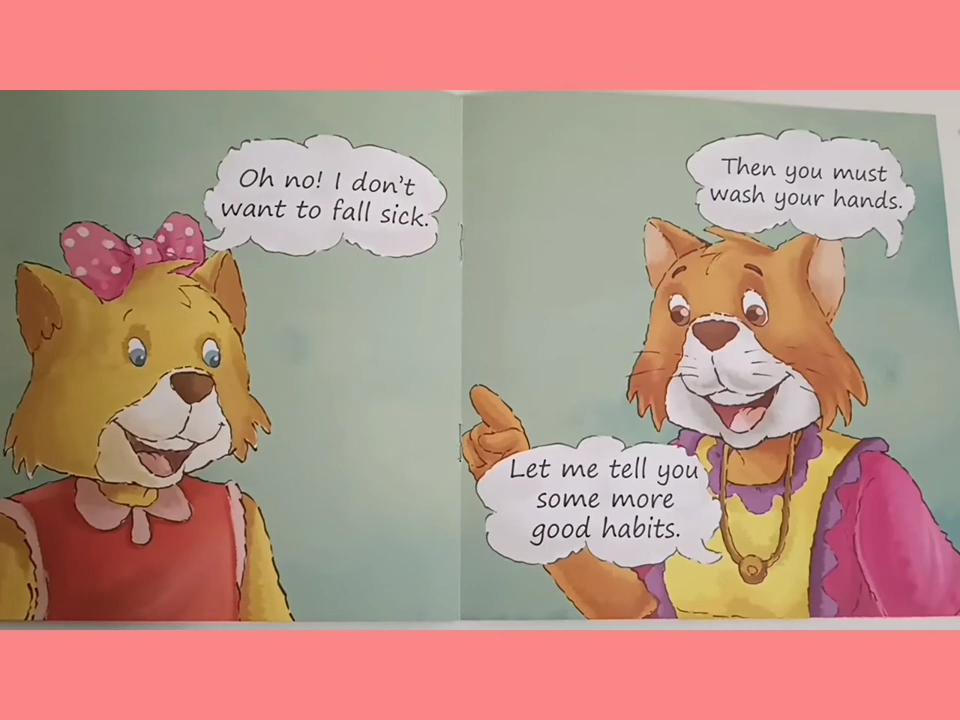 Oh no! I don't
want to fall sick.
Then you must
wash your hands.
Let me tell you
some more
good habits.